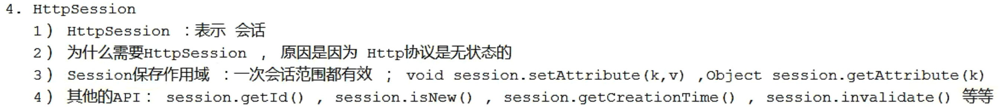 4. HttpSession
1) HttpSession ：表示 会话
2) 为什么需要HttpSession ， 原因是因为 Http协议是无状态的
3) Session保存作用域 ：一次会话范围都有效 ； void session.setAttribute(k,v) ,Object session.getAttribute(k)
4) 其他的API： session.getId() , session.isNew() , session.getCreationTime() , session.invalidate() 等等